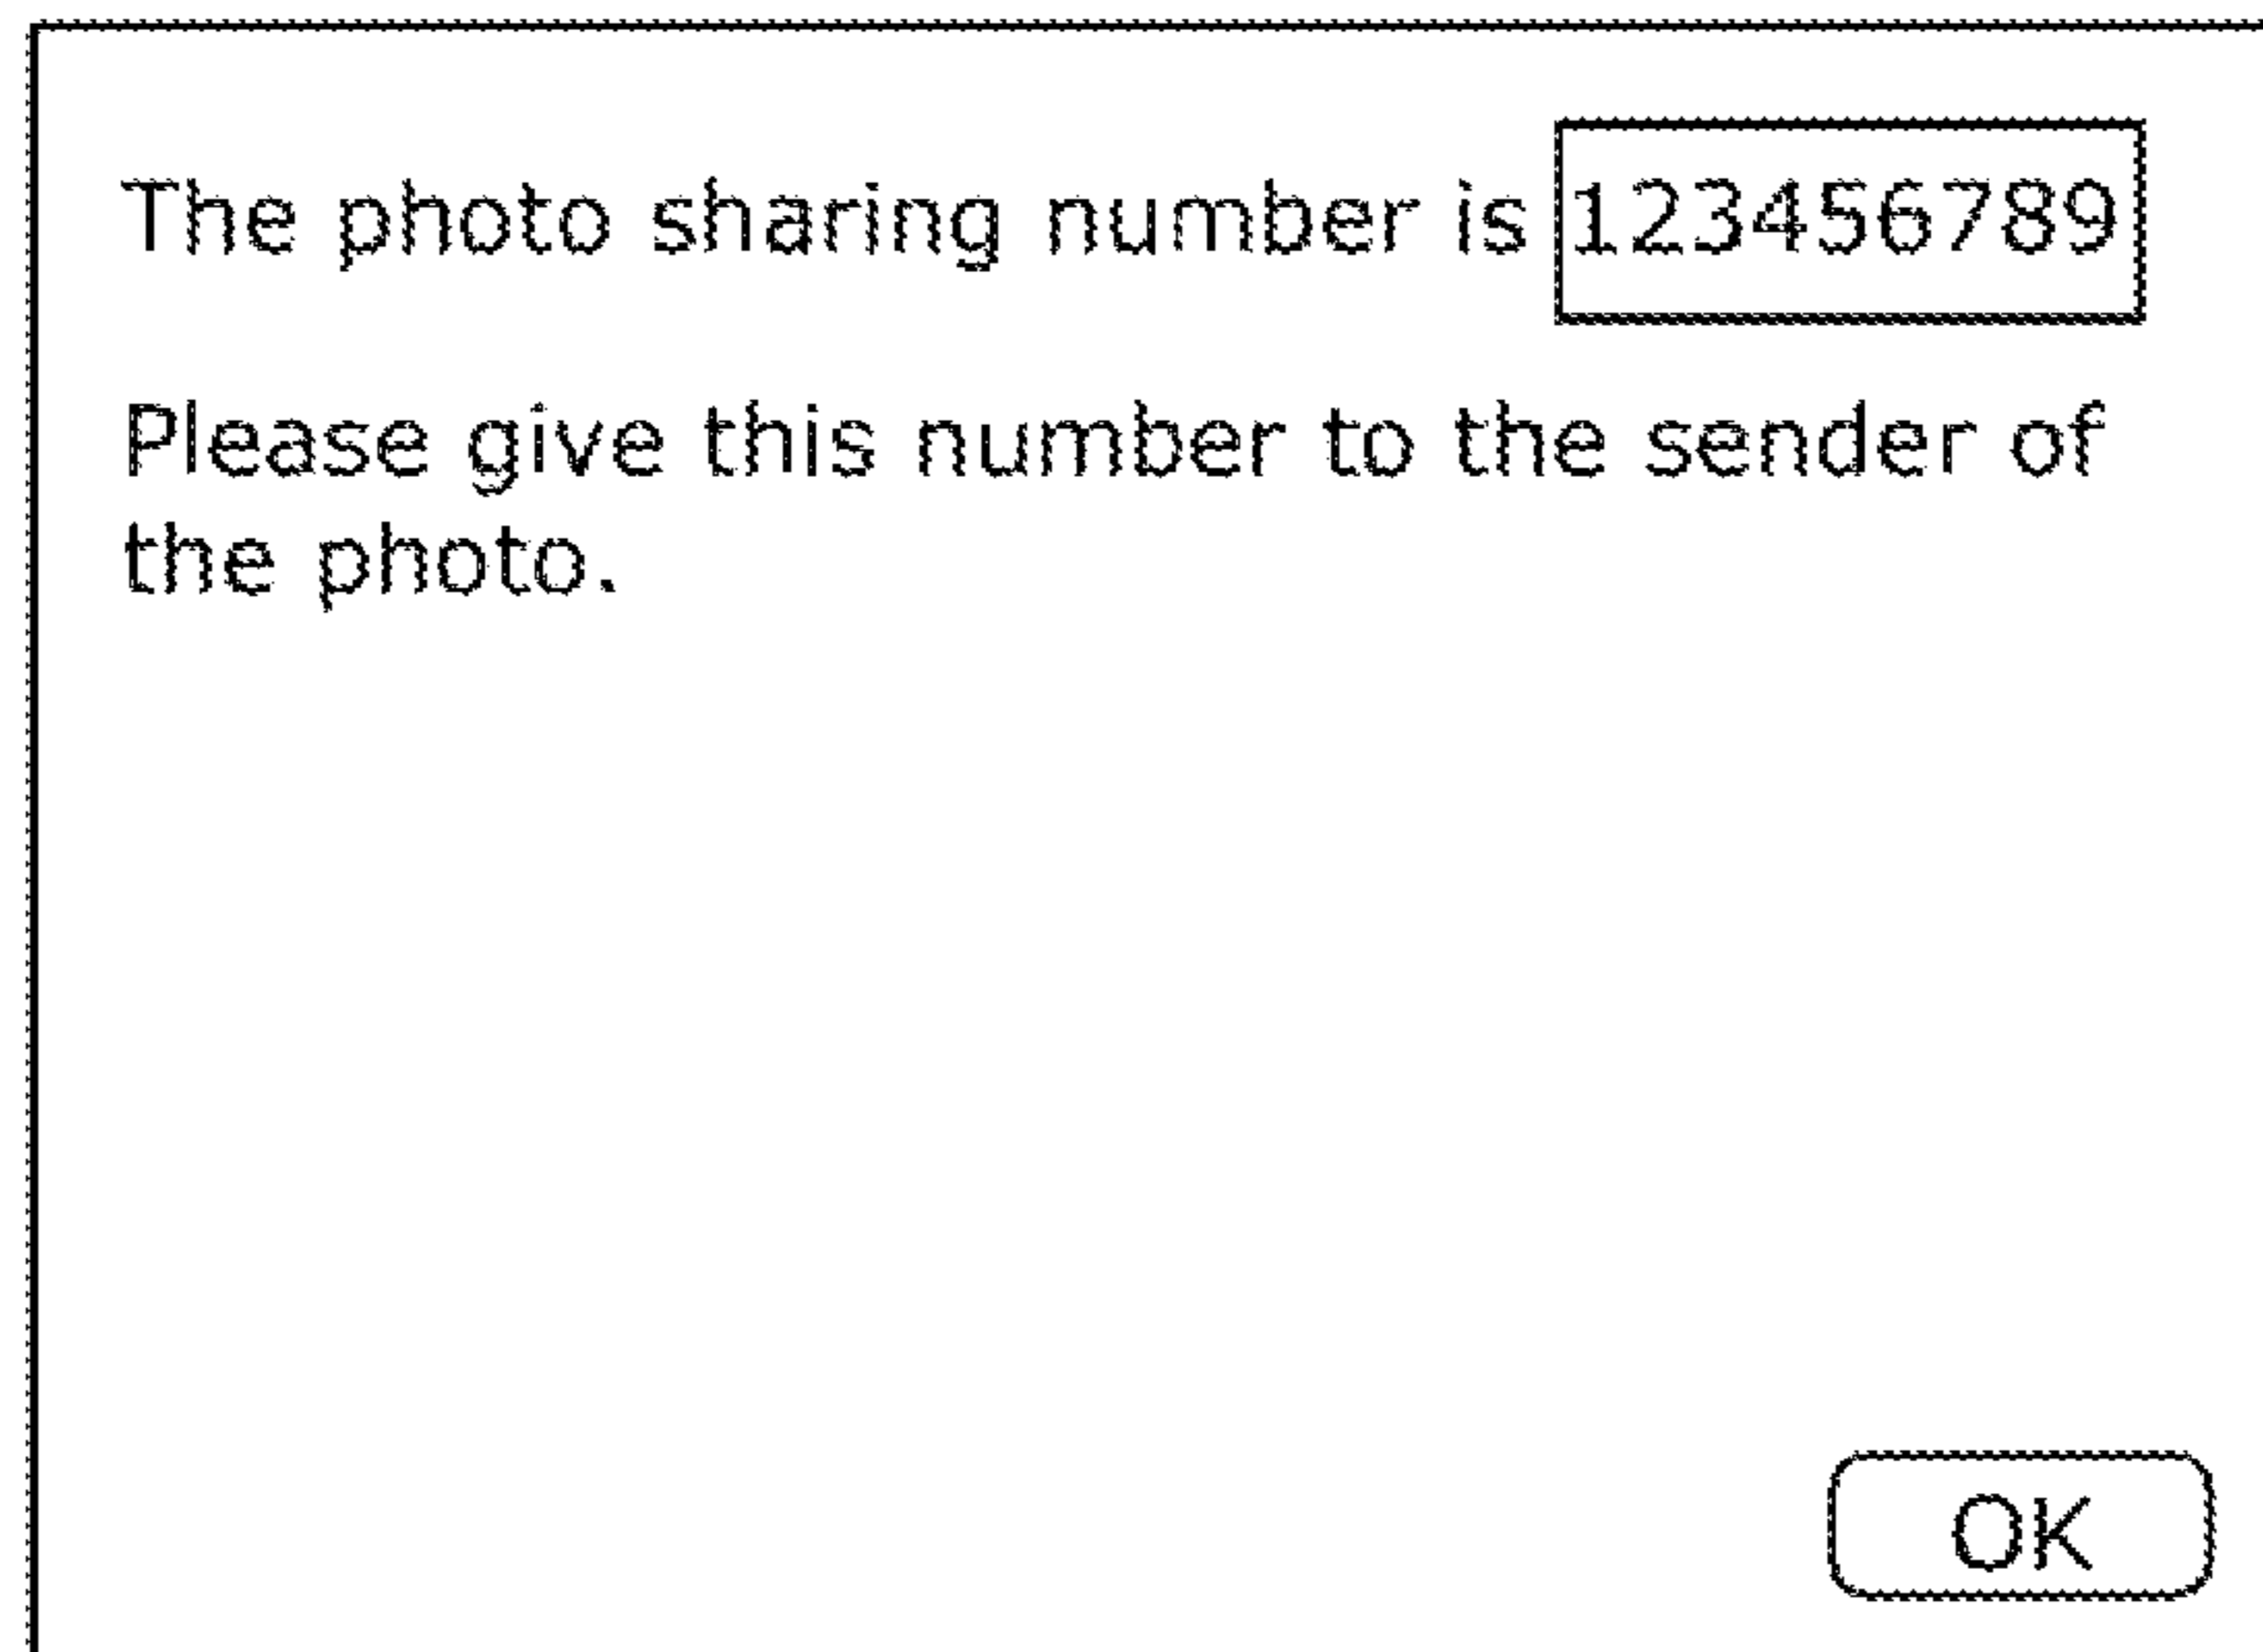 The photo sharing number is 123456789
Please give this number to the sender of
the photo.
OK